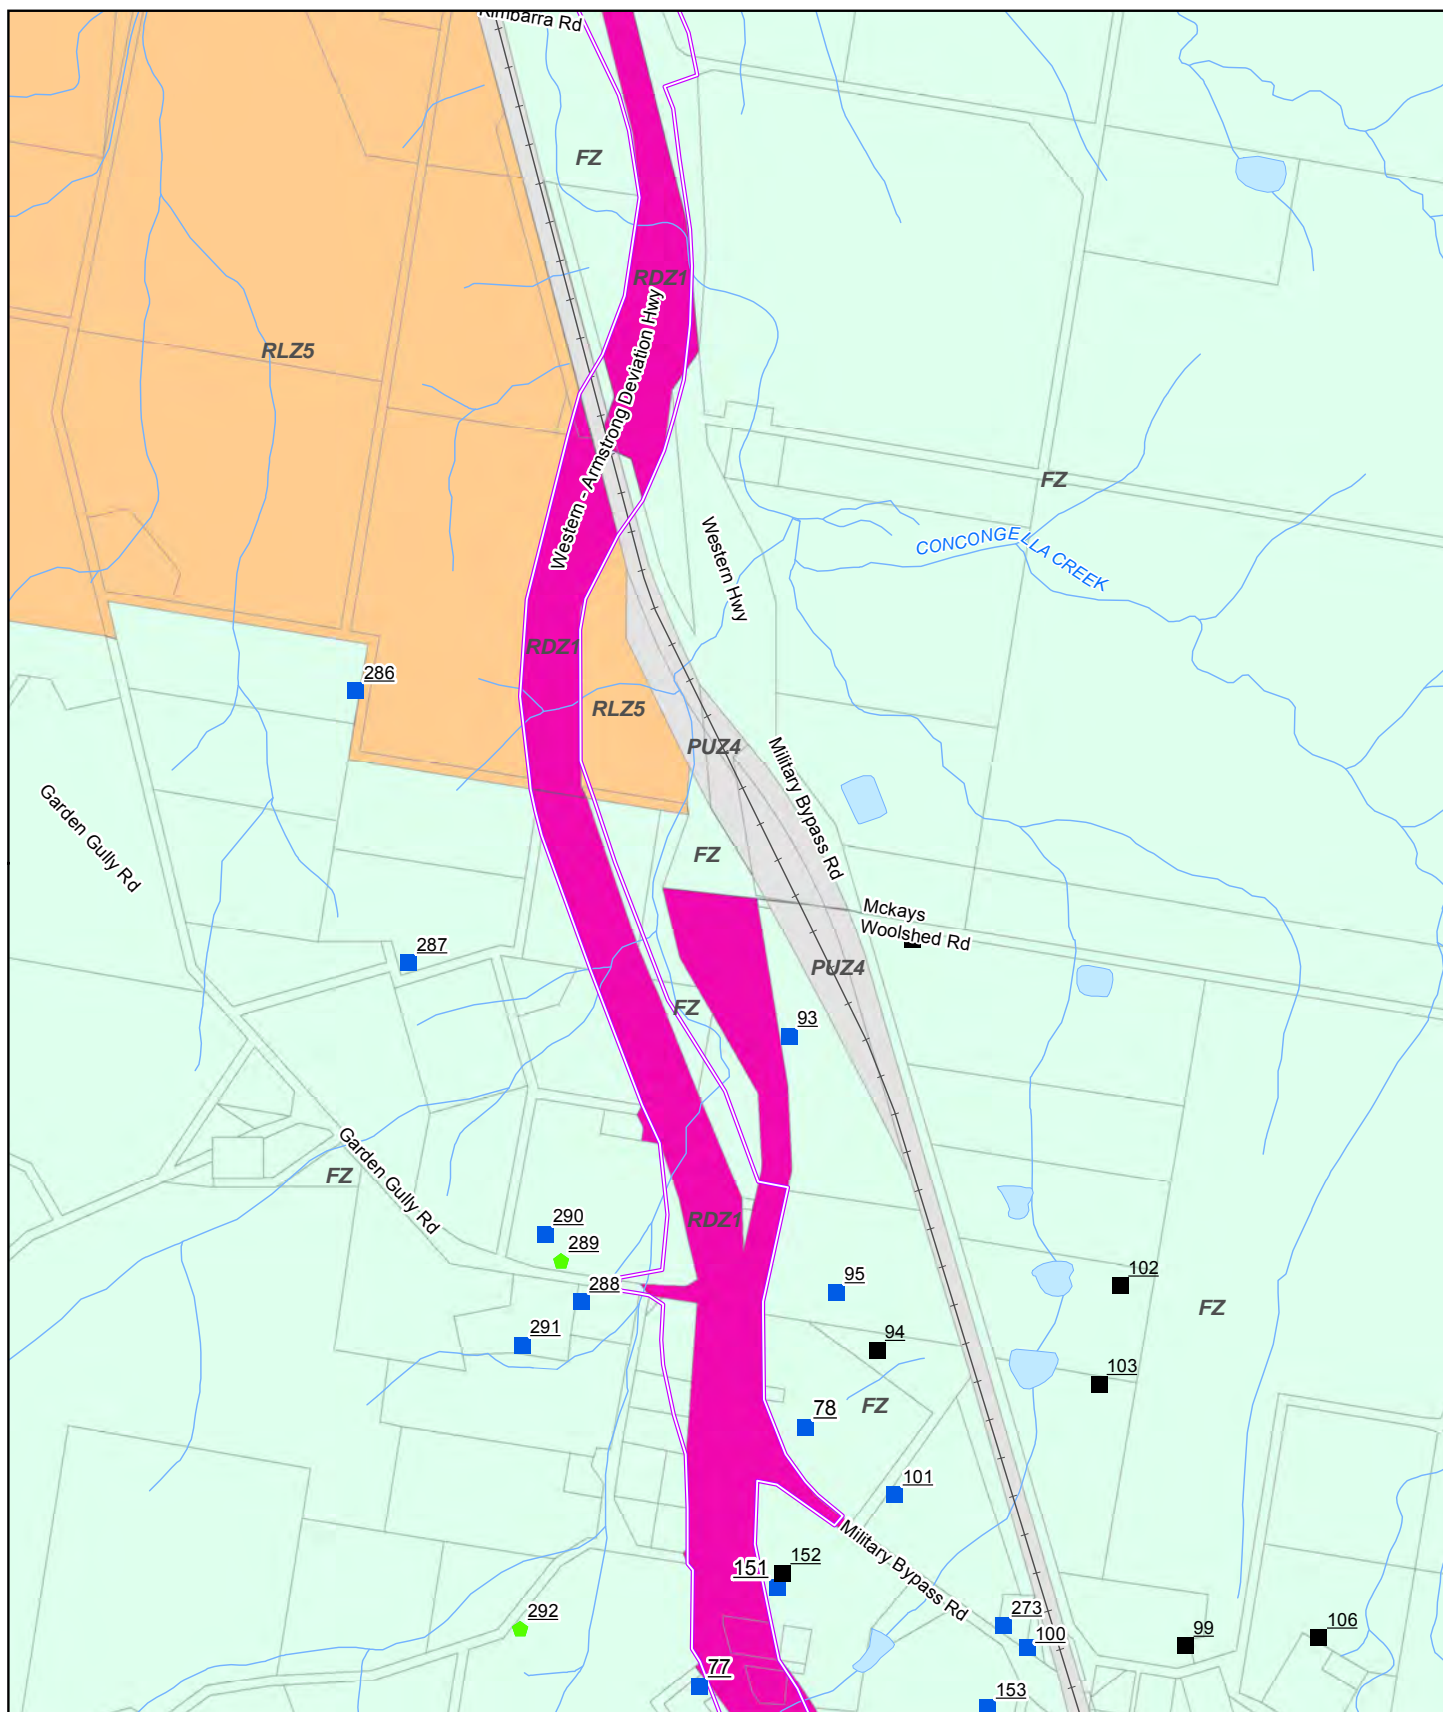 Kimbarra Rd
FZ
RDZ1
Western - Armstrong Deviation Hwy
RLZ5
FZ
Western Hwy
CONCONGELLA CREEK
RDZ1
286
RLZ5
PUZ4
Military Bypass Rd
Garden Gully Rd
FZ
Mckays
Woolshed Rd
287
PUZ4
FZ
93
Garden Gully Rd
FZ
290
RDZ1
289
102
95
288
FZ
291
94
103
78
FZ
101
Military Bypass Rd
152
151
292
273
100
99
106
77
153